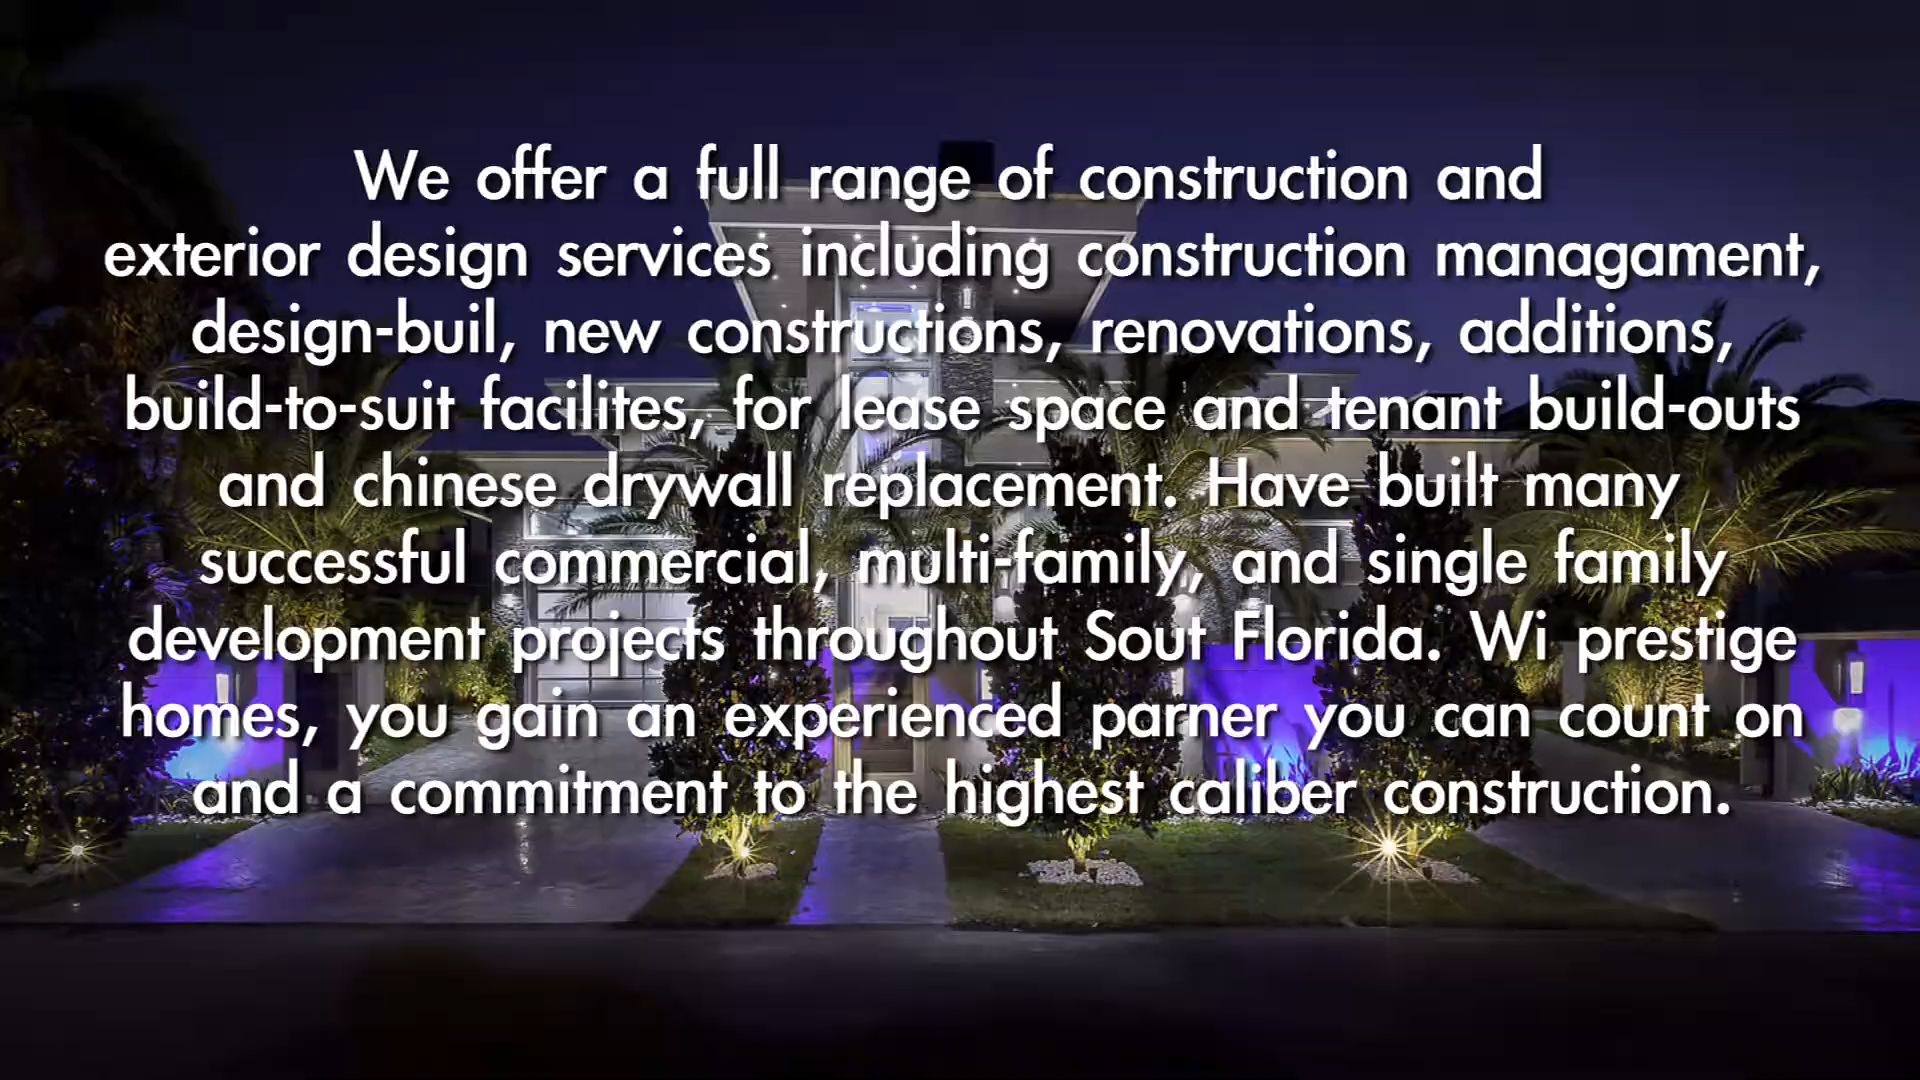 We offer a full range of construction and
exterior design services including construction managament,
design-buil, new constructions, renovations, additions,
build-to-suit facilites, for lease space and tenant build-outs
and chinese drywall replacement. Have built many
successful commercial, multi-family, and single family
development projects throughout Sout Florida. Wi prestige
homes, you gain an experienced parner you can count on
and a commitment to the highest caliber construction.